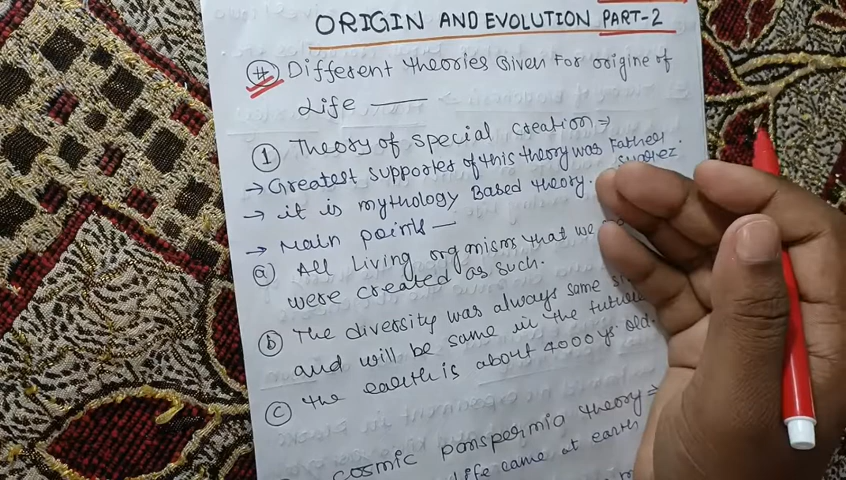 ORIGIN AND EVOLUTION PART-2
# Different theories Given For origine of
Life
① Theory of special creation ⇒
→ Greatest supporter of this theory was Father Suarez.
→ it is mythology Based theory.
→ Main points —
ⓐ All Living organisms that we
were created as such.
ⓑ The diversity was always same
and will be same in the future
ⓒ the earth is about 4000 ys. old.
cosmic panspermia theory ⇒
life came at earth